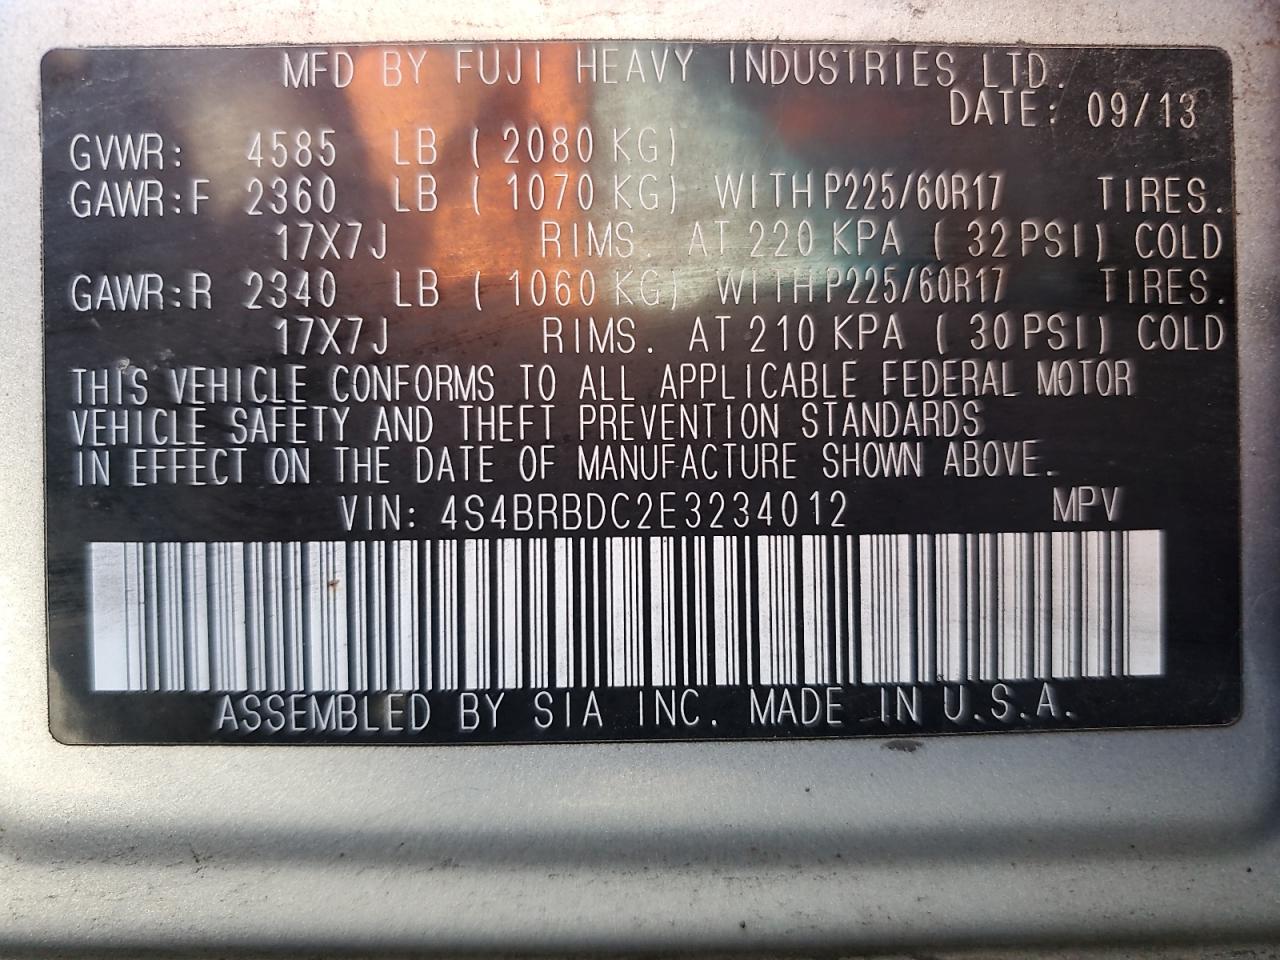 MFD BY FUJI HEAVY INDUSTRIES LTD.
DATE: 09/13
GVWR: 4585 LB (2080 KG)
GAWR:F 2360 LB (1070 KG) WITH P225/60R17 TIRES.
17X7J RIMS. AT 220 KPA (32 PSI) COLD
GAWR:R 2340 LB (1060 KG) WITH P225/60R17 TIRES.
17X7J RIMS. AT 210 KPA (30 PSI) COLD
THIS VEHICLE CONFORMS TO ALL APPLICABLE FEDERAL MOTOR
VEHICLE SAFETY AND THEFT PREVENTION STANDARDS
IN EFFECT ON THE DATE OF MANUFACTURE SHOWN ABOVE.
VIN: 4S4BRBDC2E3234012 MPV
ASSEMBLED BY SIA INC. MADE IN U.S.A.